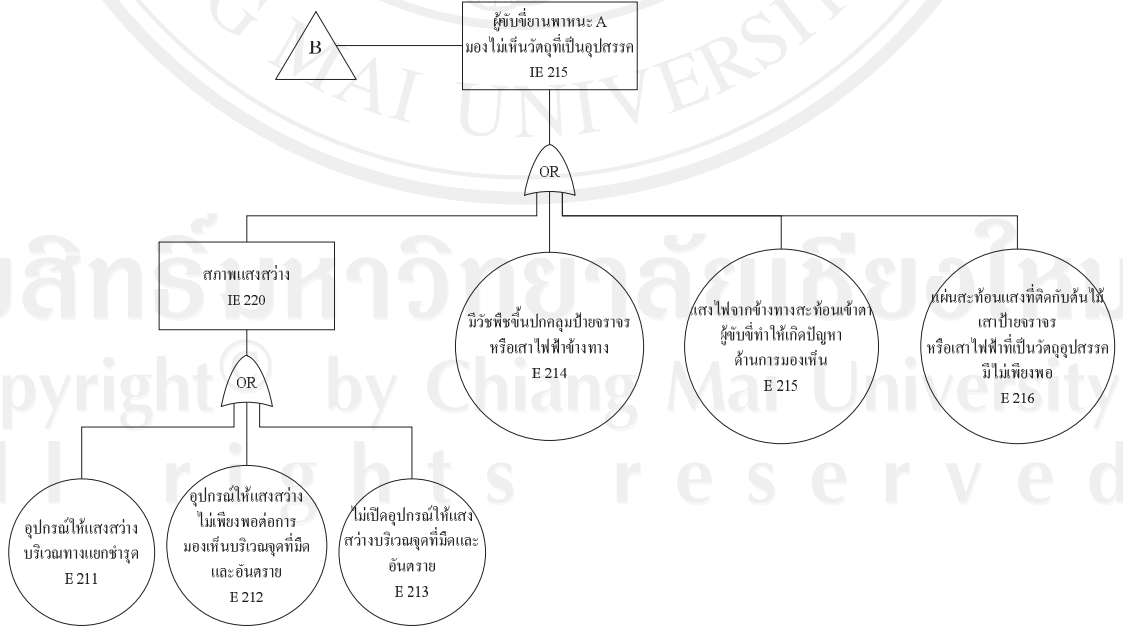 B
ผู้ขับขี่ยานพาหนะ A
มองไม่เห็นวัตถุที่เป็นอุปสรรค
IE 215
MAI UNIVERSI
OR
สภาพแสงสว่าง
IE 220
มีวัชพืชขึ้นปกคลุมป้ายจราจร
หรือเสาไฟฟ้าข้างทาง
E 214
แสงไฟจากข้างทางสะท้อนเข้าตา
ผู้ขับขี่ทำให้เกิดปัญหา
ด้านการมองเห็น
E 215
แผ่นสะท้อนแสงที่ติดกับต้นไม้
เสาป้ายจราจร
หรือเสาไฟฟ้าที่เป็นวัตถุอุปสรรค
มีไม่เพียงพอ
E 216
OR
opyright© by Chiang Mai University
ll rights reserved
อุปกรณ์ให้แสงสว่าง
บริเวณทางแยกชำรุด
E 211
อุปกรณ์ให้แสงสว่าง
ไม่เพียงพอต่อการ
มองเห็นบริเวณจุดที่มืด
และอันตราย
E 212
ไม่เปิดอุปกรณ์ให้แสง
สว่างบริเวณจุดที่มืดและ
อันตราย
E 213